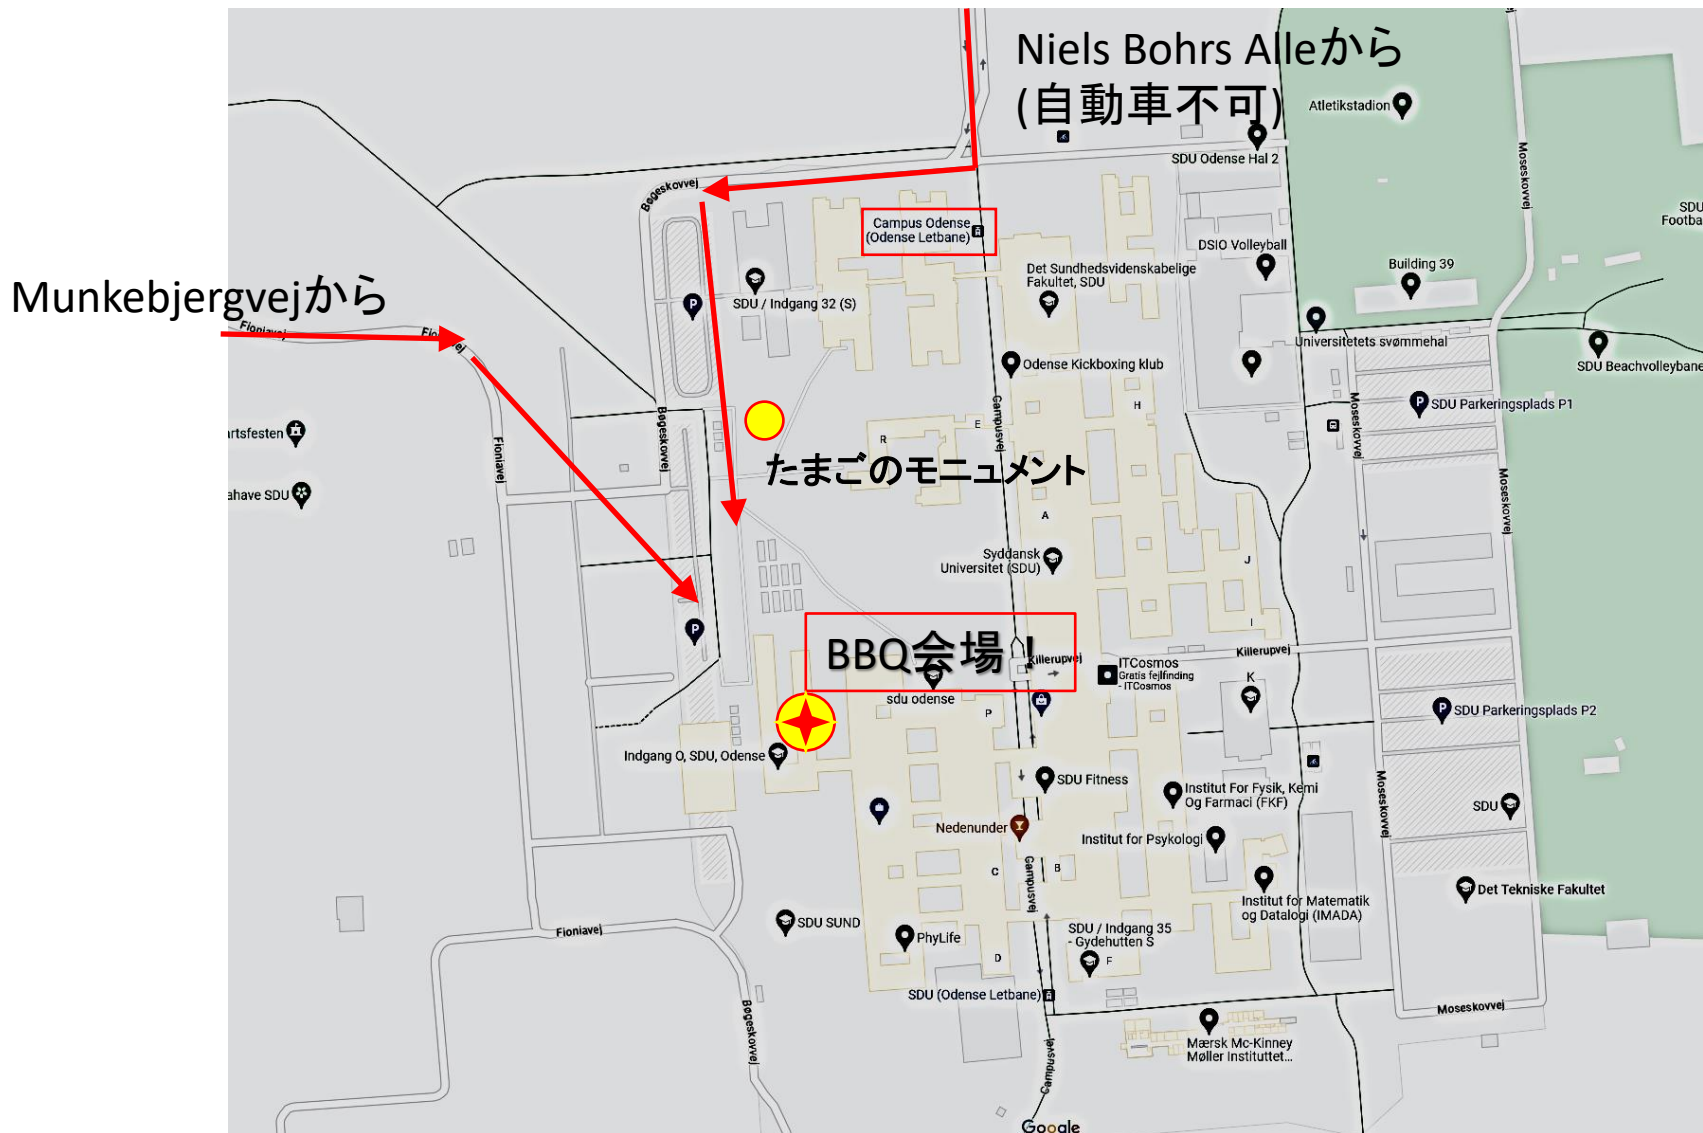 Niels Bohrs Alleから
(自動車不可)
Atletikstadion
SDU Odense Hal 2
Moseskovvej
Bøgeskovvej
Campus Odense
(Odense Letbane)
DSIO Volleyball
SDU
Footba
Building 39
Det Sundhedsvidenskabelige
Fakultet, SDU
Munkebjergvejから
P
SDU / Indgang 32 (S)
Fioniavej
Universitetets svømmehal
SDU Beachvolleybane
Odense Kickboxing klub
H
P
SDU Parkeringsplads P1
Bøgeskovvej
Campusvej
Moseskovvej
E
R
artsfesten
Fioniavej
たまごのモニュメント
ahave SDU
Moseskovvej
A
Syddansk
Universitet (SDU)
J
I
P
BBQ会場！
Killerupvej
Killerupvej
ITCosmos
Gratis fejlfinding
- ITCosmos
K
sdu odense
P
P
SDU Parkeringsplads P2
Indgang O, SDU, Odense
SDU Fitness
Institut For Fysik, Kemi
Og Farmaci (FKF)
Moseskovvej
SDU
Nedenunder
Institut for Psykologi
C
B
Campusvej
Det Tekniske Fakultet
Institut for Matematik
og Datalogi (IMADA)
SDU SUND
Fioniavej
PhyLife
SDU / Indgang 35
- Gydehutten S
D
F
SDU (Odense Letbane)
Bøgeskovvej
Moseskovvej
Mærsk Mc-Kinney
Møller Instituttet...
Campusvej
Google